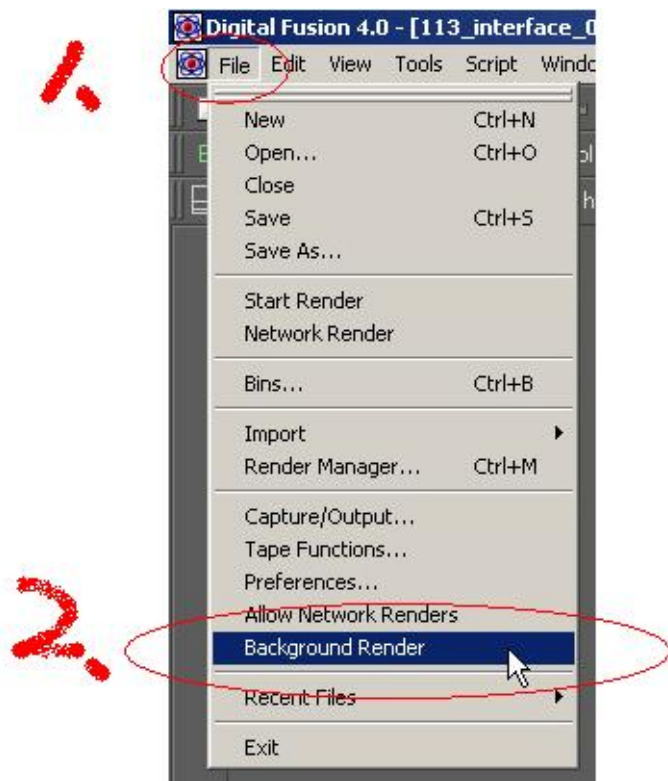 Digital Fusion 4.0 - [113_interface_0
1.
File Edit View Tools Script Windo
New Ctrl+N
Open... Ctrl+O
Close
Save Ctrl+S
Save As...
Start Render
Network Render
Bins... Ctrl+B
Import
Render Manager... Ctrl+M
Capture/Output...
Tape Functions...
Preferences...
Allow Network Renders
2.
Background Render
Recent Files
Exit